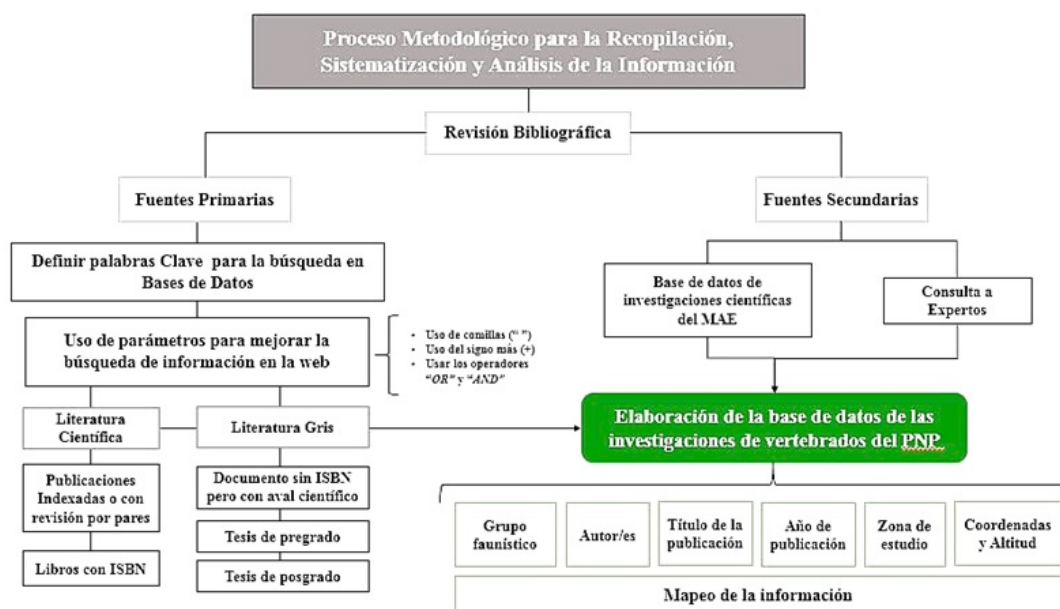 Proceso Metodológico para la Recopilación,
Sistematización y Análisis de la Información
Revisión Bibliográfica
Fuentes Primarias
Fuentes Secundarias
Definir palabras Clave para la búsqueda en
Bases de Datos
Base de datos de
investigaciones científicas
del MAE
Consulta a
Expertos
Uso de parámetros para mejorar la
búsqueda de información en la web
• Uso de comillas (“ ”)
• Uso del signo más (+)
• Usar los operadores
“OR” y “AND”
Literatura
Científica
Literatura Gris
Elaboración de la base de datos de las
investigaciones de vertebrados del PNP
Publicaciones
Indexadas o con
revisión por pares
Libros con ISBN
Documento sin ISBN
pero con aval científico
Tesis de pregrado
Tesis de posgrado
Grupo
faunístico
Autor/es
Título de la
publicación
Año de
publicación
Zona de
estudio
Coordenadas
y Altitud
Mapeo de la información